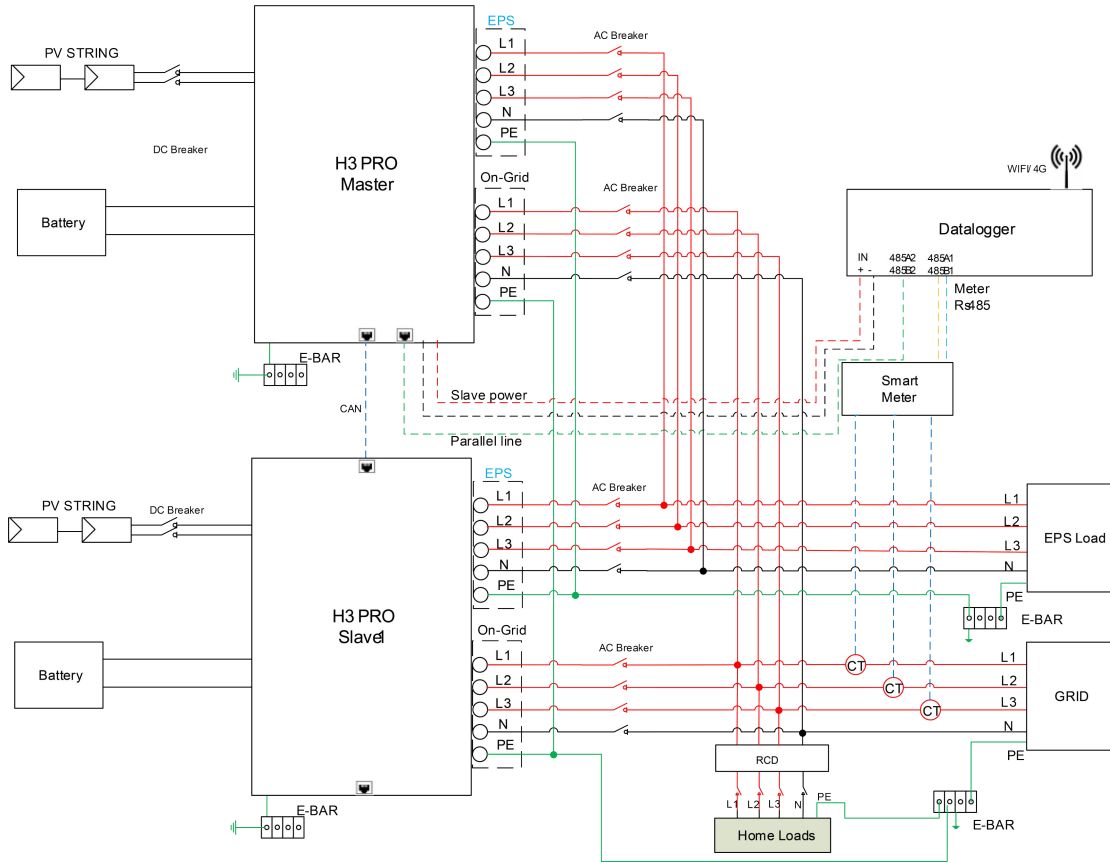 EPS
L1
AC Breaker
L2
PV STRING
L3
N
PE
DC Breaker
H3 PRO
Master
On-Grid
AC Breaker
WIFI/ 4G
L1
Battery
L2
Datalogger
L3
IN
485A2
485A1
+ -
485B2
485B1
N
Meter
Rs485
PE
E-BAR
Smart
Meter
Slave power
CAN
Parallel line
EPS
PV STRING
DC Breaker
L1
AC Breaker
L1
L2
L2
L3
L3
EPS Load
N
N
PE
PE
H3 PRO
Slave1
E-BAR
On-Grid
AC Breaker
L1
CT
L1
Battery
L2
CT
L2
GRID
L3
CT
L3
N
N
PE
PE
RCD
L1
L2
L3
N
PE
E-BAR
E-BAR
Home Loads